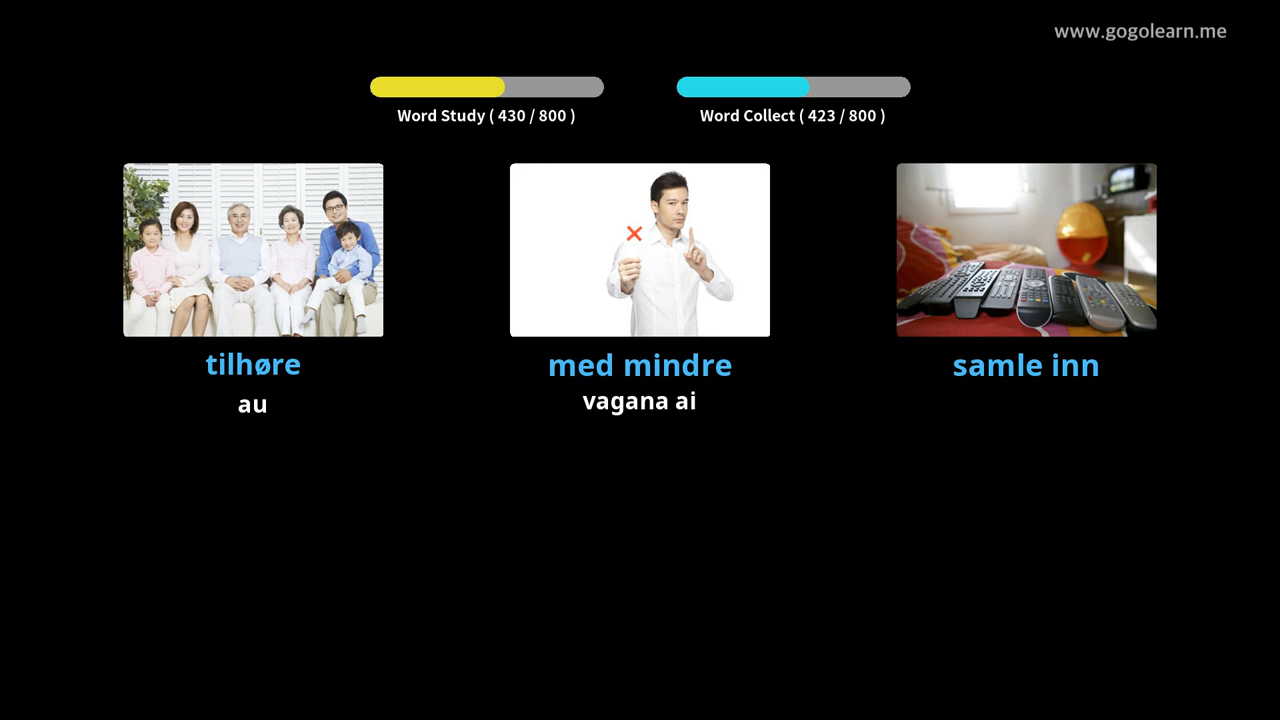 www.gogolearn.me
Word Study ( 430 / 800 )
Word Collect ( 423 / 800 )
tilhøre
au
med mindre
vagana ai
samle inn